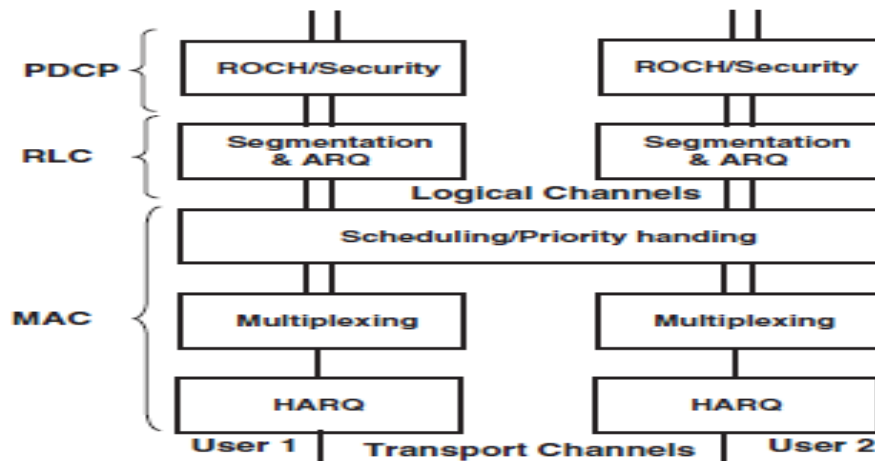 PDCP
ROCH/Security
ROCH/Security
RLC
Segmentation
& ARQ
Segmentation
& ARQ
Logical Channels
Scheduling/Priority handing
MAC
Multiplexing
Multiplexing
HARQ
HARQ
User 1
Transport Channels
User 2